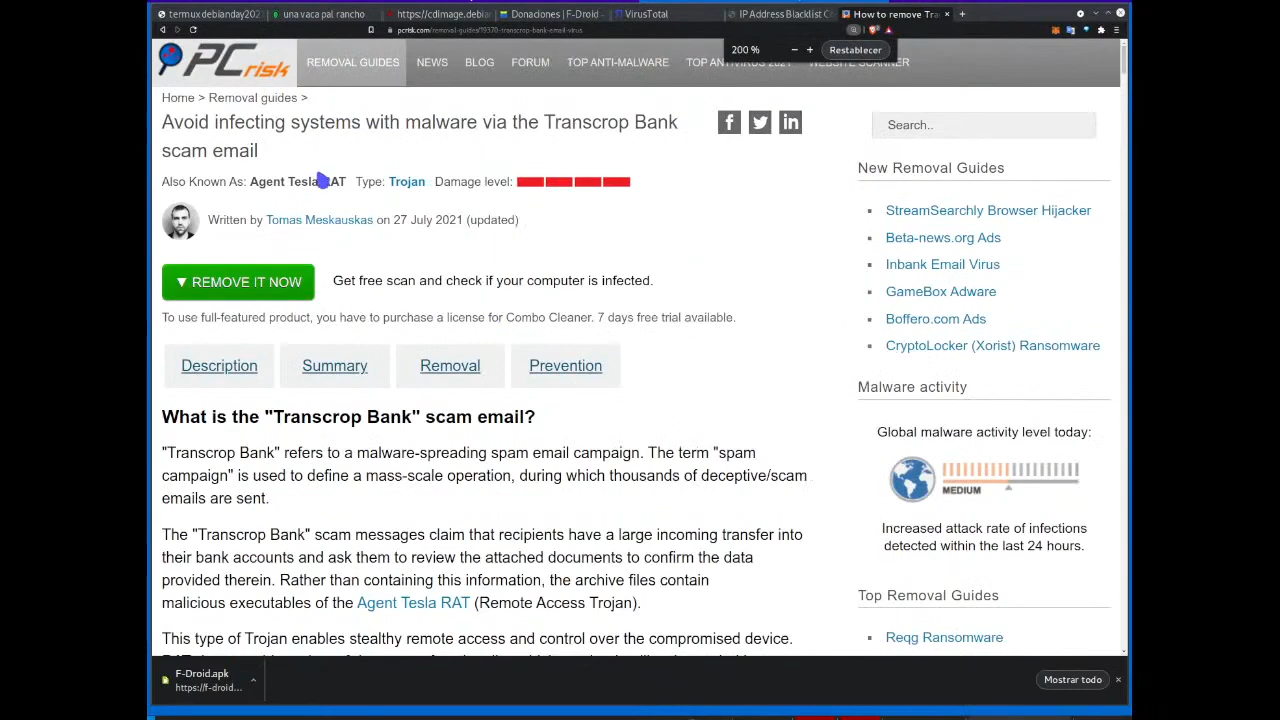 termux debianday202
una vaca pal rancho
https://cdimage.debia
Donaciones | F-Droid -
VirusTotal
IP Address Blacklist C
How to remove Tra
pcrisk.com/removal-guides/19370-transcrop-bank-email-virus
200 %
Restablecer
PCrisk
REMOVAL GUIDES
NEWS
BLOG
FORUM
TOP ANTI-MALWARE
TOP ANTIVIRUS 2021
WEBSITE SCANNER
Home > Removal guides >
Avoid infecting systems with malware via the Transcrop Bank
scam email
Also Known As: Agent Tesla RAT Type: Trojan Damage level:
Written by Tomas Meskauskas on 27 July 2021 (updated)
▼ REMOVE IT NOW
Get free scan and check if your computer is infected.
To use full-featured product, you have to purchase a license for Combo Cleaner. 7 days free trial available.
Description
Summary
Removal
Prevention
What is the "Transcrop Bank" scam email?
"Transcrop Bank" refers to a malware-spreading spam email campaign. The term "spam
campaign" is used to define a mass-scale operation, during which thousands of deceptive/scam
emails are sent.
The "Transcrop Bank" scam messages claim that recipients have a large incoming transfer into
their bank accounts and ask them to review the attached documents to confirm the data
provided therein. Rather than containing this information, the archive files contain
malicious executables of the Agent Tesla RAT (Remote Access Trojan).
This type of Trojan enables stealthy remote access and control over the compromised device.
Search..
New Removal Guides
StreamSearchly Browser Hijacker
Beta-news.org Ads
Inbank Email Virus
GameBox Adware
Boffero.com Ads
CryptoLocker (Xorist) Ransomware
Malware activity
Global malware activity level today:
MEDIUM
Increased attack rate of infections
detected within the last 24 hours.
Top Removal Guides
Reqg Ransomware
F-Droid.apk
https://f-droid...
Mostrar todo